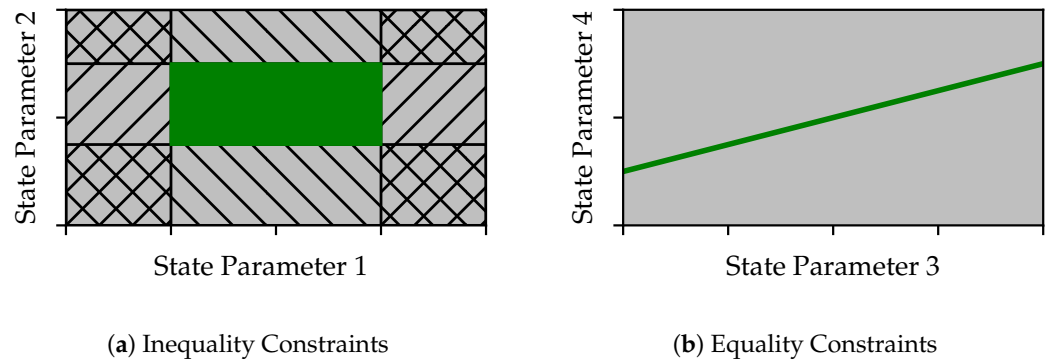 State Parameter 2
State Parameter 1
(a) Inequality Constraints
State Parameter 4
State Parameter 3
(b) Equality Constraints